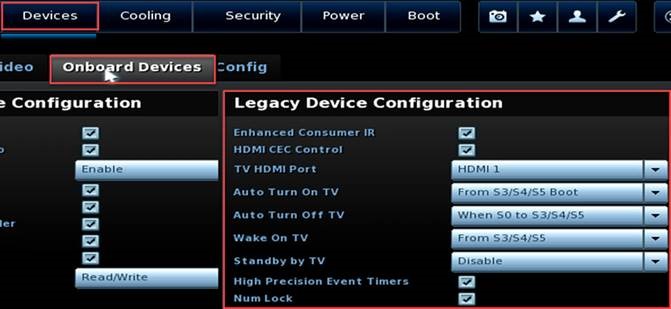 Devices Cooling Security Power Boot
ideo Onboard Devices Config
e Configuration
Enable
ler
Read/Write
Legacy Device Configuration
Enhanced Consumer IR
HDMI CEC Control
TV HDMI Port HDMI 1
Auto Turn On TV From S3/S4/S5 Boot
Auto Turn Off TV When S0 to S3/S4/S5
Wake On TV From S3/S4/S5
Standby by TV Disable
High Precision Event Timers
Num Lock